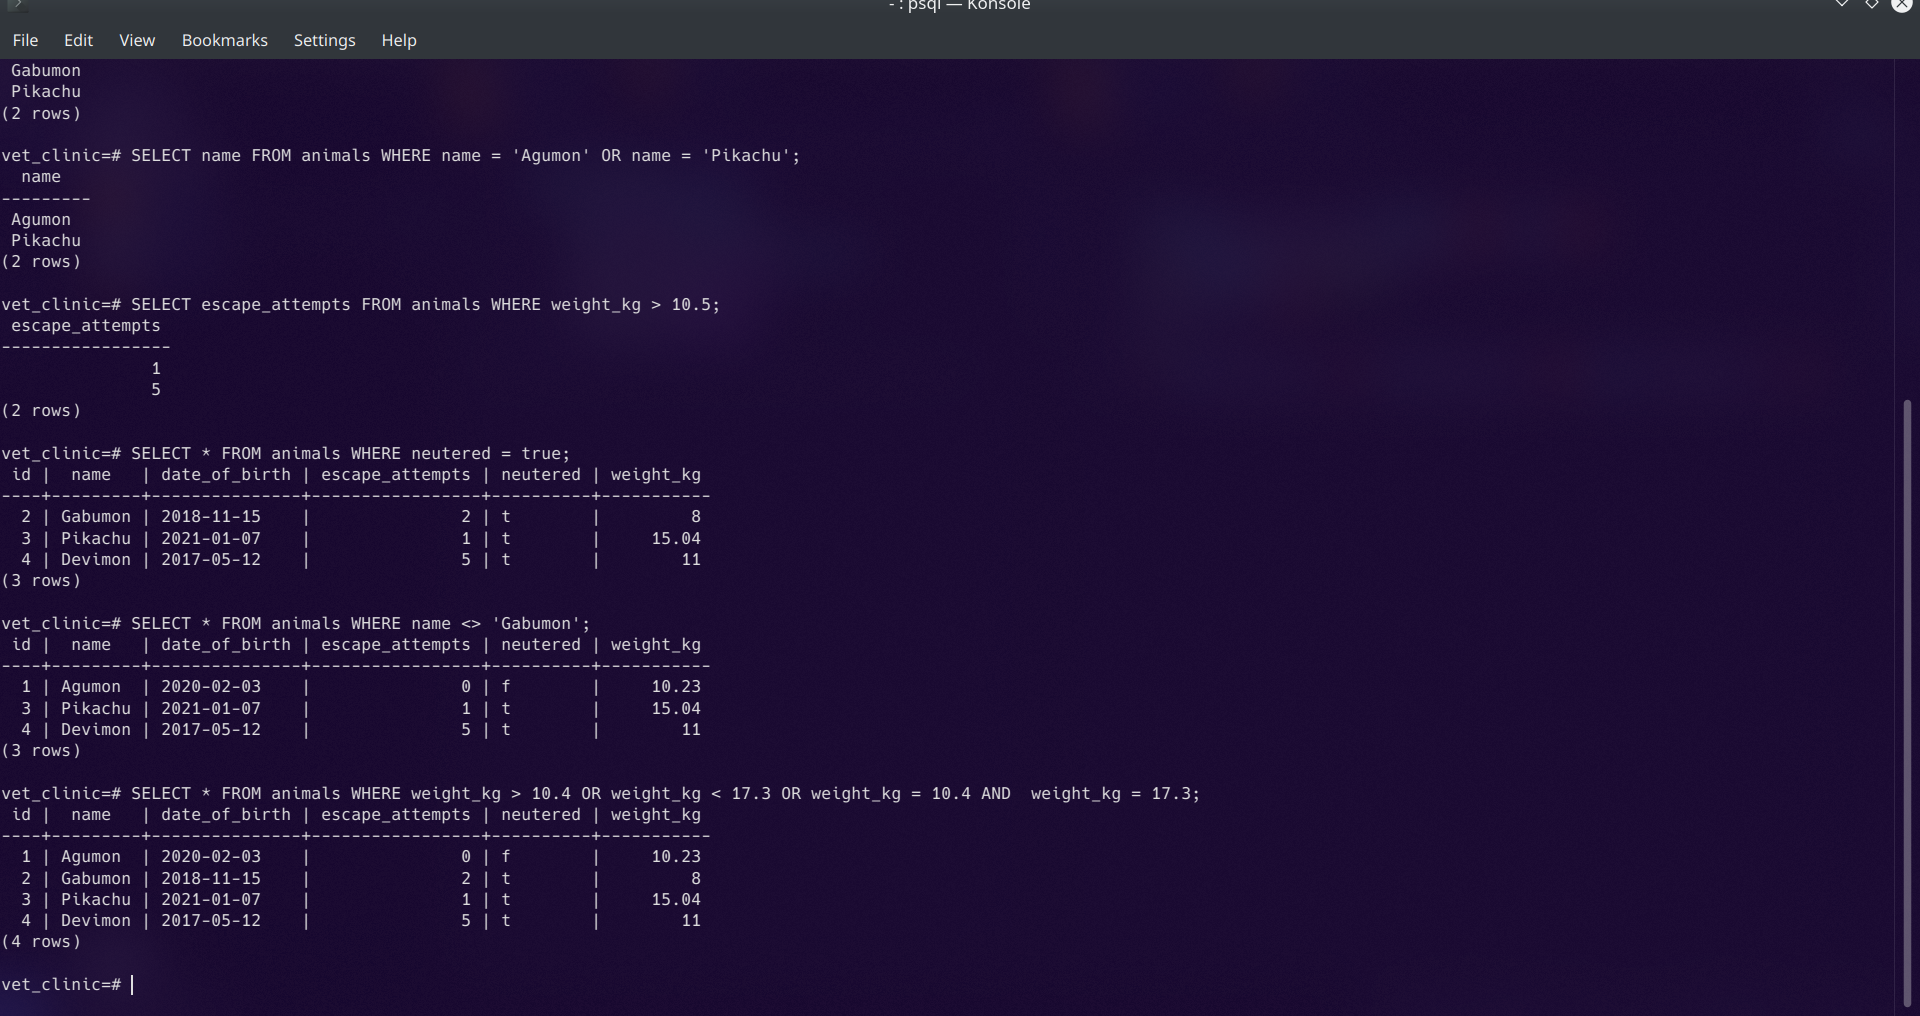 - : psql — Konsole
File Edit View Bookmarks Settings Help
 Gabumon
 Pikachu
(2 rows)

vet_clinic=# SELECT name FROM animals WHERE name = 'Agumon' OR name = 'Pikachu';
  name
---------
 Agumon
 Pikachu
(2 rows)

vet_clinic=# SELECT escape_attempts FROM animals WHERE weight_kg > 10.5;
 escape_attempts
-----------------
               1
               5
(2 rows)

vet_clinic=# SELECT * FROM animals WHERE neutered = true;
 id |  name   | date_of_birth | escape_attempts | neutered | weight_kg
----+---------+---------------+-----------------+----------+-----------
  2 | Gabumon | 2018-11-15    |               2 | t        |         8
  3 | Pikachu | 2021-01-07    |               1 | t        |     15.04
  4 | Devimon | 2017-05-12    |               5 | t        |        11
(3 rows)

vet_clinic=# SELECT * FROM animals WHERE name <> 'Gabumon';
 id |  name   | date_of_birth | escape_attempts | neutered | weight_kg
----+---------+---------------+-----------------+----------+-----------
  1 | Agumon  | 2020-02-03    |               0 | f        |     10.23
  3 | Pikachu | 2021-01-07    |               1 | t        |     15.04
  4 | Devimon | 2017-05-12    |               5 | t        |        11
(3 rows)

vet_clinic=# SELECT * FROM animals WHERE weight_kg > 10.4 OR weight_kg < 17.3 OR weight_kg = 10.4 AND  weight_kg = 17.3;
 id |  name   | date_of_birth | escape_attempts | neutered | weight_kg
----+---------+---------------+-----------------+----------+-----------
  1 | Agumon  | 2020-02-03    |               0 | f        |     10.23
  2 | Gabumon | 2018-11-15    |               2 | t        |         8
  3 | Pikachu | 2021-01-07    |               1 | t        |     15.04
  4 | Devimon | 2017-05-12    |               5 | t        |        11
(4 rows)

vet_clinic=#